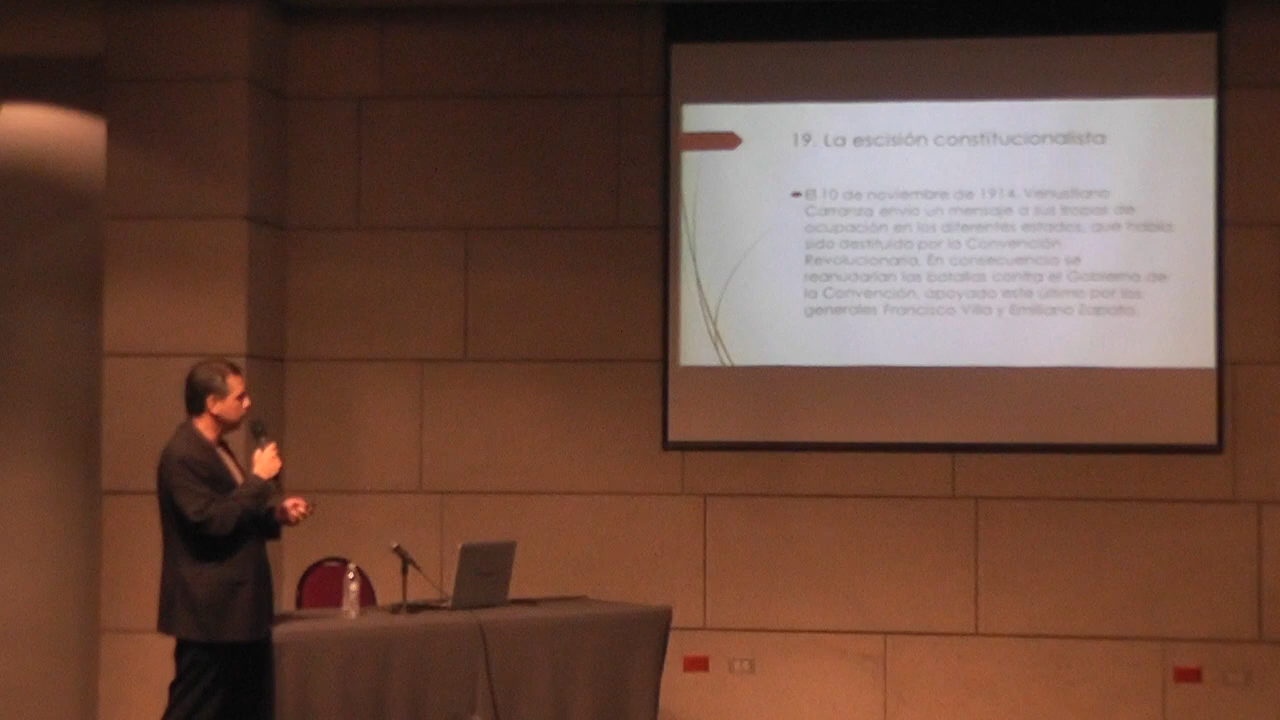 19. La escisión constitucionalista
El 10 de noviembre de 1914, Venustiano
Carranza envío un mensaje a sus tropas de
ocupación en los diferentes estados, que había
sido destituido por la Convención
Revolucionaria. En consecuencia se
reanudarían las batallas contra el Gobierno de
la Convención, apoyado este último por los
generales Francisco Villa y Emiliano Zapata.